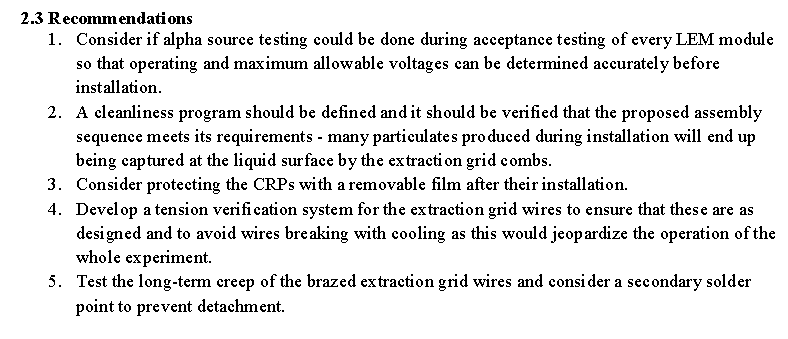 2.3 Recommendations
1. Consider if alpha source testing could be done during acceptance testing of every LEM module
so that operating and maximum allowable voltages can be determined accurately before
installation.
2. A cleanliness program should be defined and it should be verified that the proposed assembly
sequence meets its requirements - many particulates produced during installation will end up
being captured at the liquid surface by the extraction grid combs.
3. Consider protecting the CRPs with a removable film after their installation.
4. Develop a tension verification system for the extraction grid wires to ensure that these are as
designed and to avoid wires breaking with cooling as this would jeopardize the operation of the
whole experiment.
5. Test the long-term creep of the brazed extraction grid wires and consider a secondary solder
point to prevent detachment.